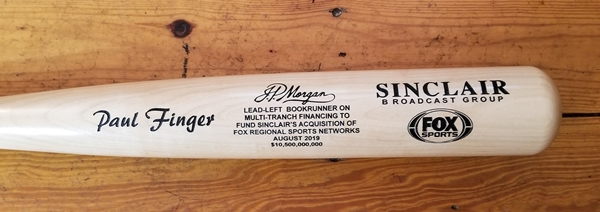 Paul Finger
J.P. Morgan
LEAD-LEFT BOOKRUNNER ON
MULTI-TRANCH FINANCING TO
FUND SINCLAIR'S ACQUISITION OF
FOX REGIONAL SPORTS NETWORKS
AUGUST 2019
$10,500,000,000
SINCLAIR
BROADCAST GROUP
FOX
SPORTS